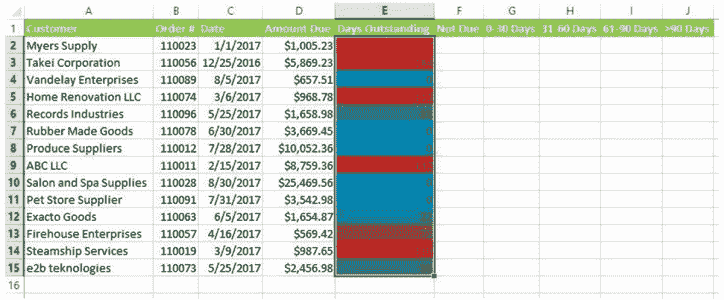 A B C D E F G H I J
1 Customer Order # Date Amount Due Days Outstanding Not Due 0-30 Days 31-60 Days 61-90 Days >90 Days
2 Myers Supply 110023 1/1/2017 $1,005.23
3 Takei Corporation 110056 12/25/2016 $5,869.23
4 Vandelay Enterprises 110089 8/5/2017 $657.51 0
5 Home Renovation LLC 110074 3/6/2017 $968.78
6 Records Industries 110096 5/25/2017 $1,658.98
7 Rubber Made Goods 110078 6/30/2017 $3,669.45 0
8 Produce Suppliers 110012 7/28/2017 $10,052.36 0
9 ABC LLC 110011 2/15/2017 $8,759.36
10 Salon and Spa Supplies 110028 8/30/2017 $25,469.56 0
11 Pet Store Supplier 110091 7/31/2017 $3,542.98 0
12 Exacto Goods 110063 6/5/2017 $1,654.87
13 Firehouse Enterprises 110057 4/16/2017 $569.42
14 Steamship Services 110019 3/9/2017 $987.65
15 e2b teknologies 110073 5/25/2017 $2,456.98
16